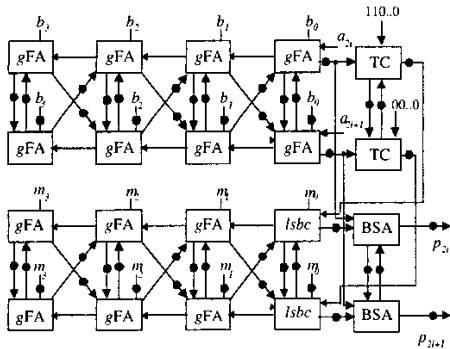 b₃ b₂ b₁ b₀ 110..0
gFA gFA gFA gFA a₂ᵢ TC
b₃ b₂ b₁ b₀ 00..0
gFA gFA gFA gFA a₂ᵢ₊₁ TC
m₃ m₂ m₁ m₀
gFA gFA gFA lsbc BSA
p₂ᵢ
m₃ m₂ m₁ m₀
gFA gFA gFA lsbc BSA
p₂ᵢ₊₁